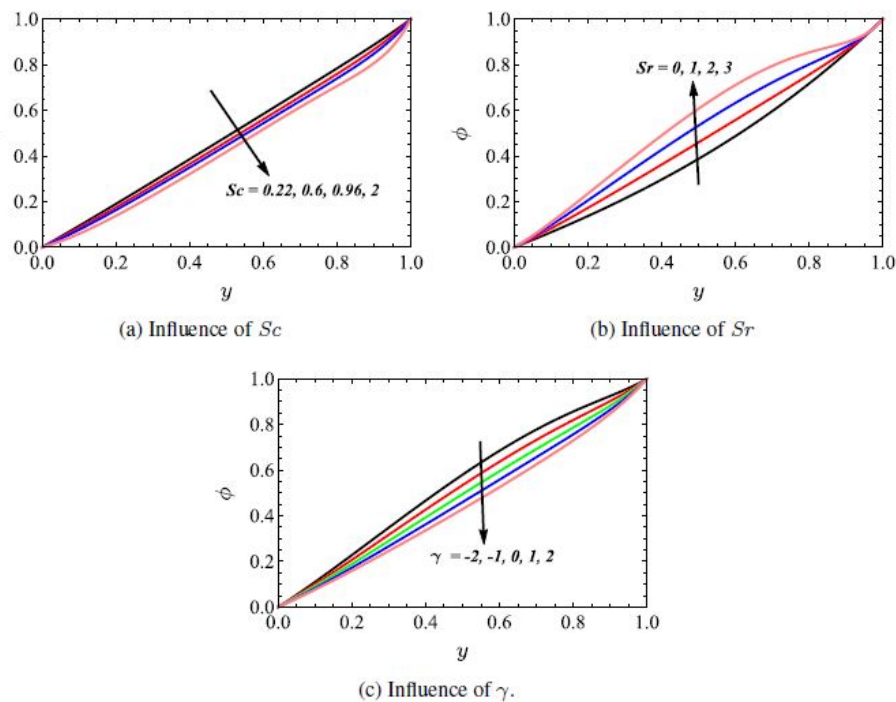 1.0
0.8
0.6
0.4
0.2
0.0
Sc = 0.22, 0.6, 0.96, 2
0.0 0.2 0.4 0.6 0.8 1.0
y
(a) Influence of Sc
1.0
0.8
0.6
0.4
0.2
0.0
ϕ
Sr = 0, 1, 2, 3
0.0 0.2 0.4 0.6 0.8 1.0
y
(b) Influence of Sr
1.0
0.8
0.6
0.4
0.2
0.0
ϕ
γ = -2, -1, 0, 1, 2
0.0 0.2 0.4 0.6 0.8 1.0
y
(c) Influence of γ.